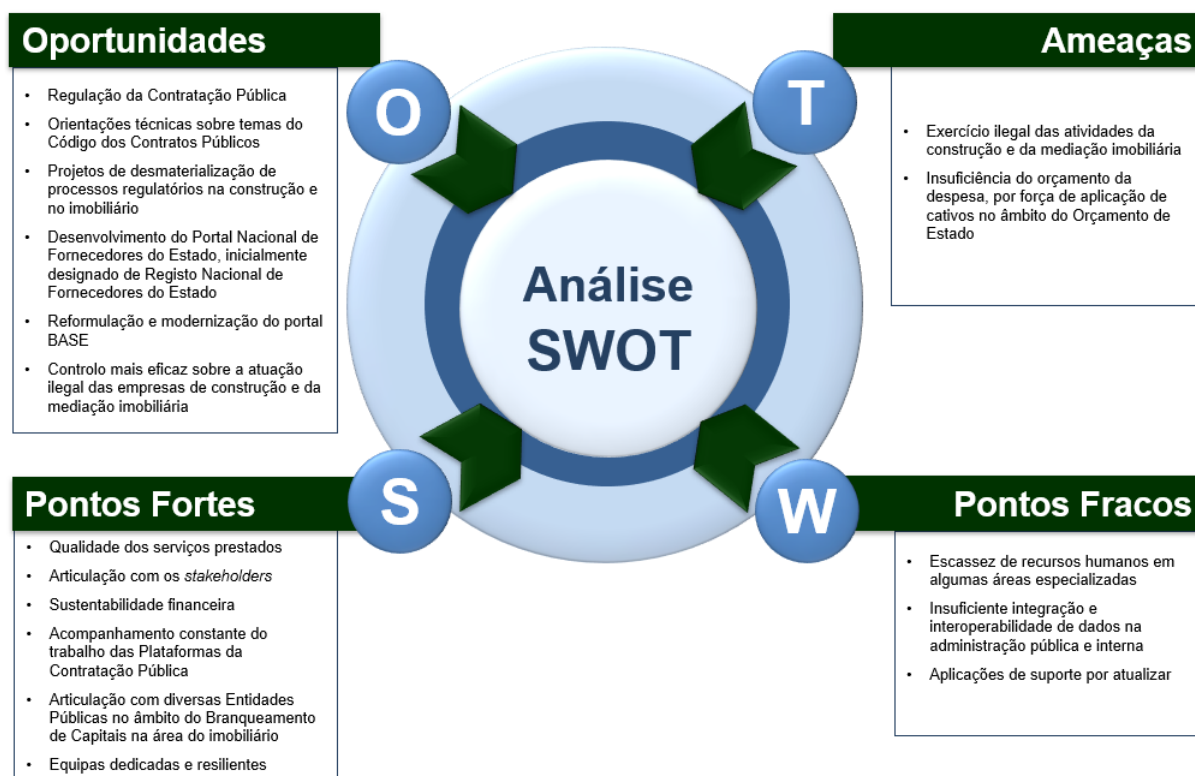 Oportunidades
• Regulação da Contratação Pública
• Orientações técnicas sobre temas do
Código dos Contratos Públicos
• Projetos de desmaterialização de
processos regulatórios na construção e
no imobiliário
• Desenvolvimento do Portal Nacional de
Fornecedores do Estado, inicialmente
designado de Registo Nacional de
Fornecedores do Estado
• Reformulação e modernização do portal
BASE
• Controlo mais eficaz sobre a atuação
ilegal das empresas de construção e da
mediação imobiliária
O
T
Ameaças
• Exercício ilegal das atividades da
construção e da mediação imobiliária
• Insuficiência do orçamento da
despesa, por força de aplicação de
cativos no âmbito do Orçamento de
Estado
Análise
SWOT
Pontos Fortes
• Qualidade dos serviços prestados
• Articulação com os stakeholders
• Sustentabilidade financeira
• Acompanhamento constante do
trabalho das Plataformas da
Contratação Pública
• Articulação com diversas Entidades
Públicas no âmbito do Branqueamento
de Capitais na área do imobiliário
• Equipas dedicadas e resilientes
S
W
Pontos Fracos
• Escassez de recursos humanos em
algumas áreas especializadas
• Insuficiente integração e
interoperabilidade de dados na
administração pública e interna
• Aplicações de suporte por atualizar